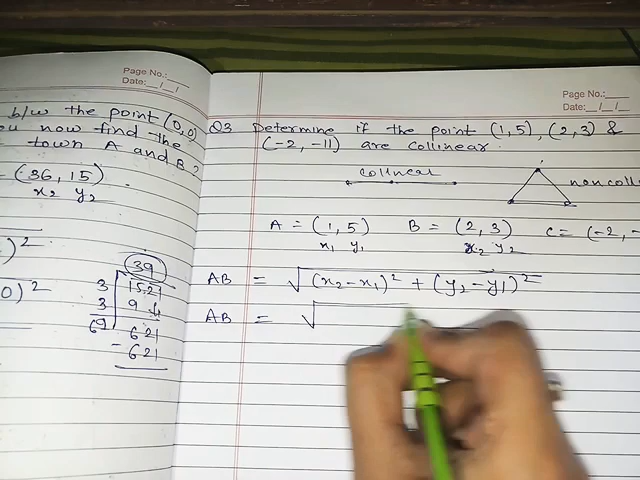 Page No.:
Date:
b/w the point (0,0)
you now find the
town A and B?
(36, 15)
x2 y2
)2
0)2
39
3 1521
3 9
69 621
- 621
Page No.:
Date:
Q3 Determine if the point (1,5), (2,3) &
(-2, -11) are collinear.
collinear
A = (1, 5) B = (2, 3) C = (-2, -
x1 y1 x2 y2
AB = √(x2-x1)2 + (y2-y1)2
AB = √